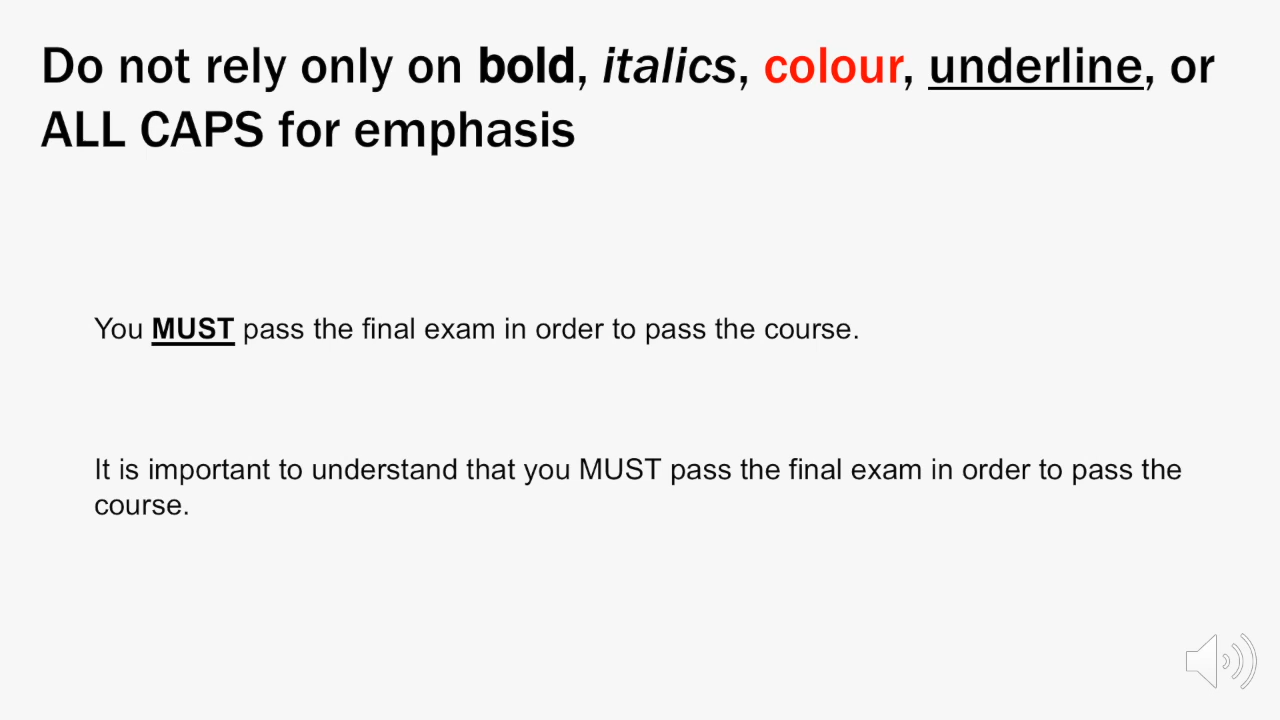 Do not rely only on bold, italics, colour, underline, or
ALL CAPS for emphasis
You MUST pass the final exam in order to pass the course.
It is important to understand that you MUST pass the final exam in order to pass the
course.